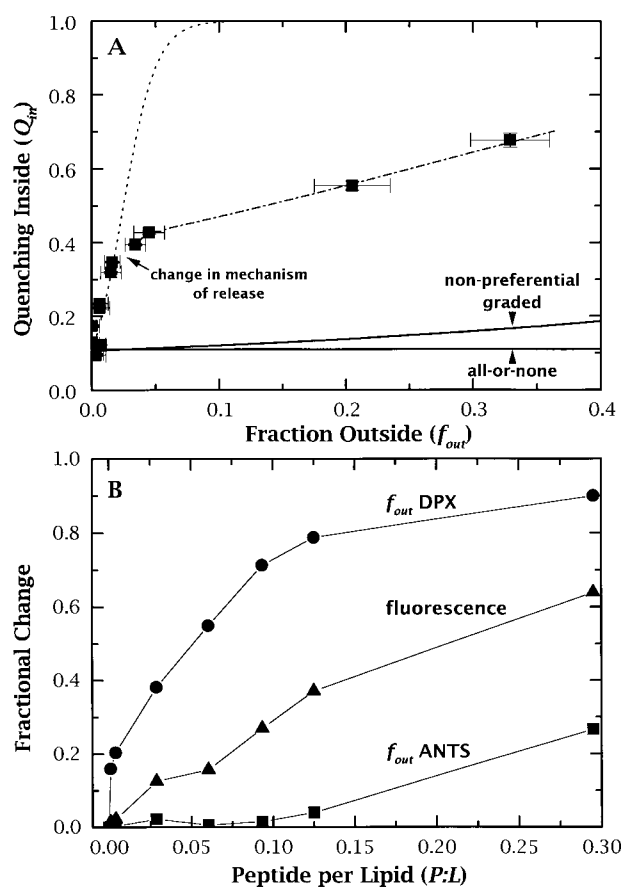 A
1.0
0.8
0.6
0.4
0.2
0.0
Quenching Inside (Qin)
change in mechanism
of release
non-preferential
graded
all-or-none
0.0
0.1
0.2
0.3
0.4
Fraction Outside (fout)
B
1.0
0.8
0.6
0.4
0.2
0.0
Fractional Change
fout DPX
fluorescence
fout ANTS
0.00
0.05
0.10
0.15
0.20
0.25
0.30
Peptide per Lipid (P:L)